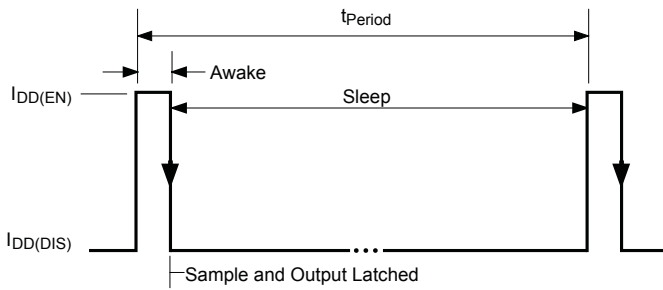 tPeriod
Awake
IDD(EN)
Sleep
IDD(DIS)
Sample and Output Latched